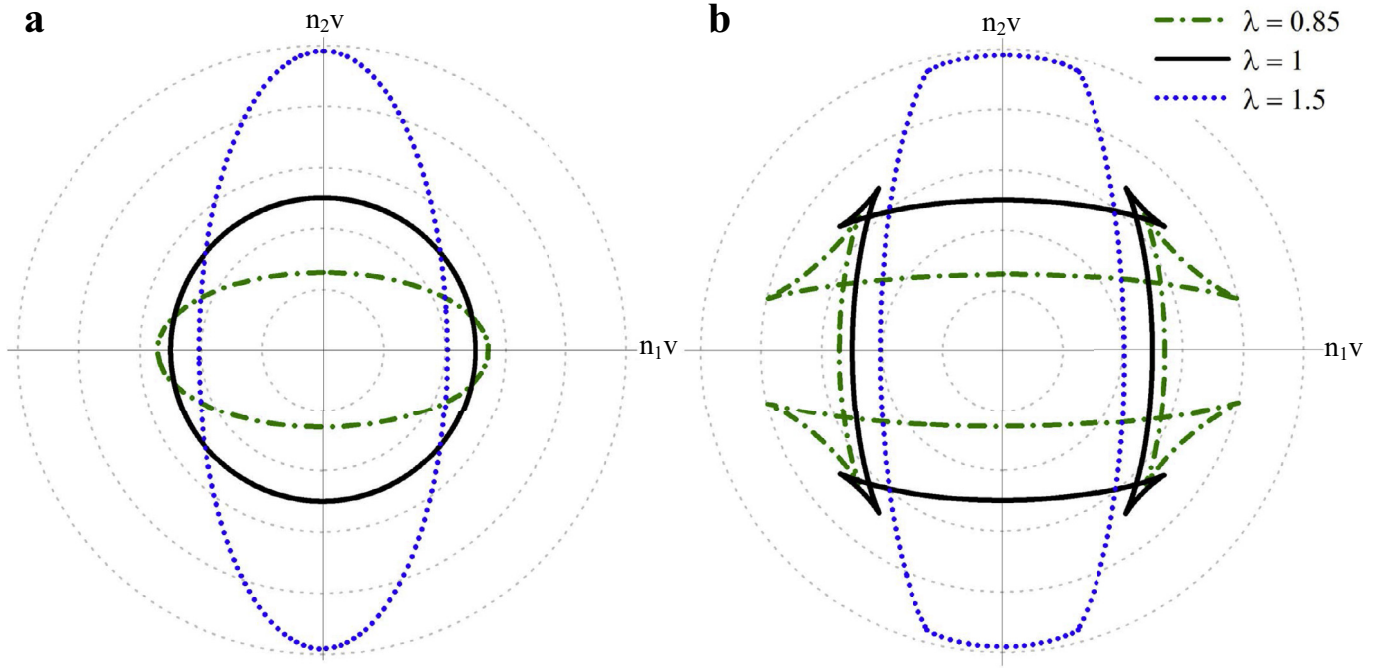 a
n₂v
n₁v
b
n₂v
n₁v
λ = 0.85
λ = 1
λ = 1.5